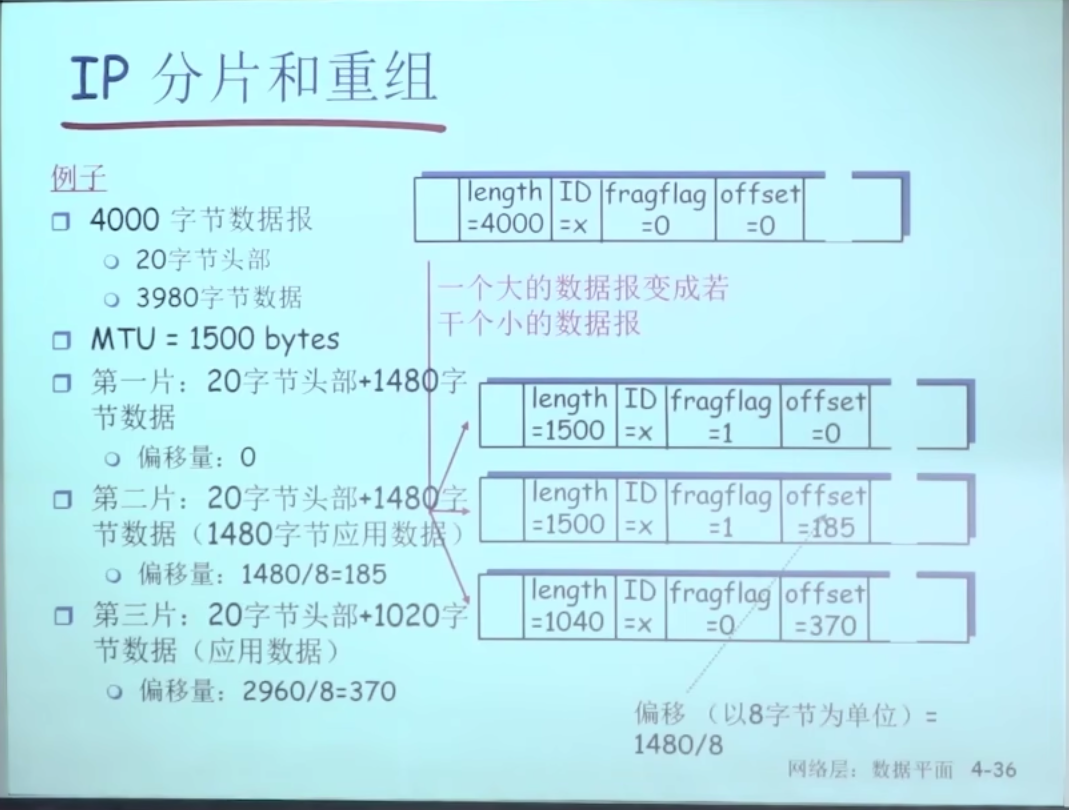 IP 分片和重组
例子
4000 字节数据报
20字节头部
3980字节数据
MTU = 1500 bytes
第一片：20字节头部+1480字
节数据
偏移量：0
第二片：20字节头部+1480字
节数据（1480字节应用数据）
偏移量：1480/8=185
第三片：20字节头部+1020字
节数据（应用数据）
偏移量：2960/8=370
length ID fragflag offset
=4000 =x =0 =0
一个大的数据报变成若
干个小的数据报
length ID fragflag offset
=1500 =x =1 =0
length ID fragflag offset
=1500 =x =1 =185
length ID fragflag offset
=1040 =x =0 =370
偏移 （以8字节为单位）=
1480/8
网络层：数据平面 4-36